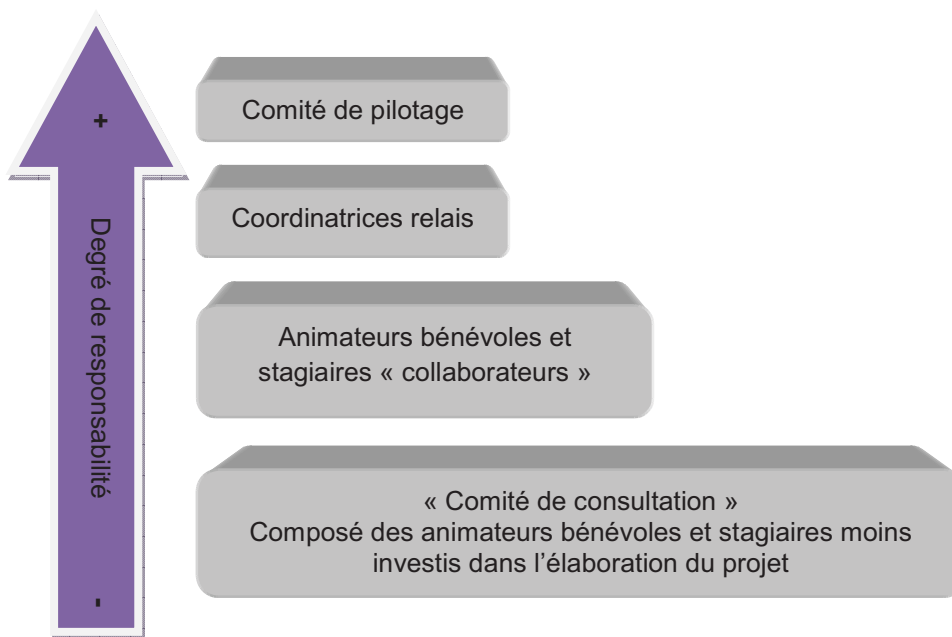 +
Degré de responsabilité
-
Comité de pilotage
Coordinatrices relais
Animateurs bénévoles et
stagiaires « collaborateurs »
« Comité de consultation »
Composé des animateurs bénévoles et stagiaires moins
investis dans l’élaboration du projet